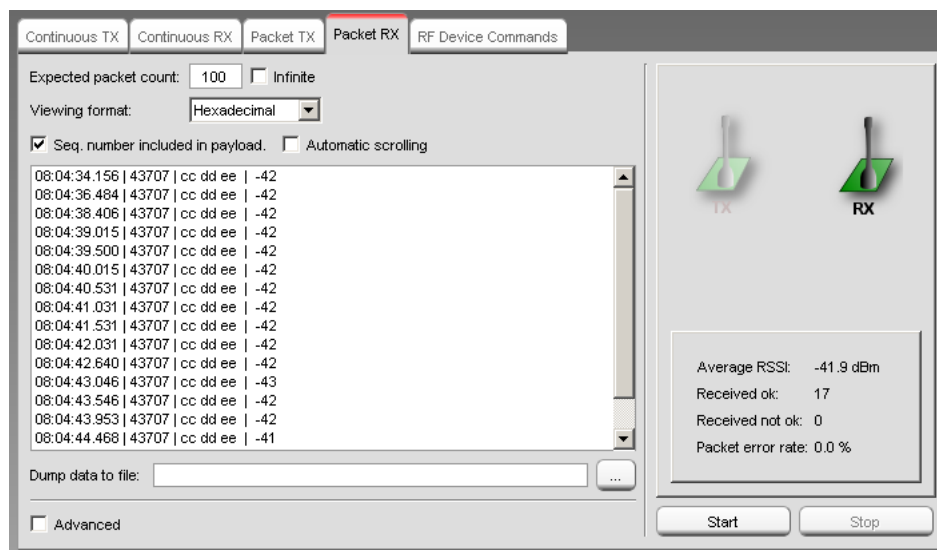 Continuous TX Continuous RX Packet TX Packet RX RF Device Commands
Expected packet count: 100 Infinite
Viewing format: Hexadecimal
Seq. number included in payload. Automatic scrolling
08:04:34.156 | 43707 | cc dd ee | -42
08:04:36.484 | 43707 | cc dd ee | -42
08:04:38.406 | 43707 | cc dd ee | -42
08:04:39.015 | 43707 | cc dd ee | -42
08:04:39.500 | 43707 | cc dd ee | -42
08:04:40.015 | 43707 | cc dd ee | -42
08:04:40.531 | 43707 | cc dd ee | -42
08:04:41.031 | 43707 | cc dd ee | -42
08:04:41.531 | 43707 | cc dd ee | -42
08:04:42.031 | 43707 | cc dd ee | -42
08:04:42.640 | 43707 | cc dd ee | -42
08:04:43.046 | 43707 | cc dd ee | -43
08:04:43.546 | 43707 | cc dd ee | -42
08:04:43.953 | 43707 | cc dd ee | -42
08:04:44.468 | 43707 | cc dd ee | -41
Dump data to file: ...
Advanced
TX RX
Average RSSI: -41.9 dBm
Received ok: 17
Received not ok: 0
Packet error rate: 0.0 %
Start Stop